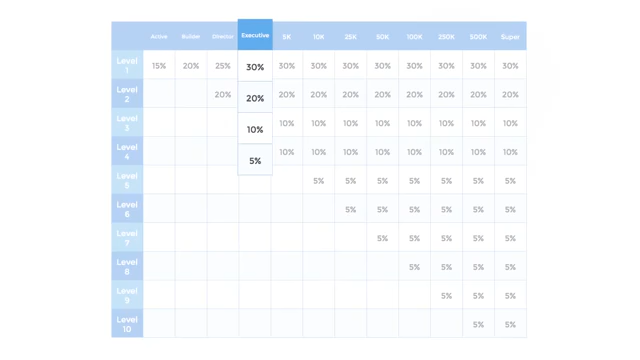 Active Builder Director Executive 5K 10K 25K 50K 100K 250K 500K Super
Level 1 15% 20% 25% 30% 30% 30% 30% 30% 30% 30% 30% 30%
Level 2 20% 20% 20% 20% 20% 20% 20% 20% 20% 20%
Level 3 10% 10% 10% 10% 10% 10% 10% 10% 10%
Level 4 5% 10% 10% 10% 10% 10% 10% 10% 10%
Level 5 5% 5% 5% 5% 5% 5% 5%
Level 6 5% 5% 5% 5% 5% 5%
Level 7 5% 5% 5% 5% 5%
Level 8 5% 5% 5% 5%
Level 9 5% 5% 5%
Level 10 5% 5%